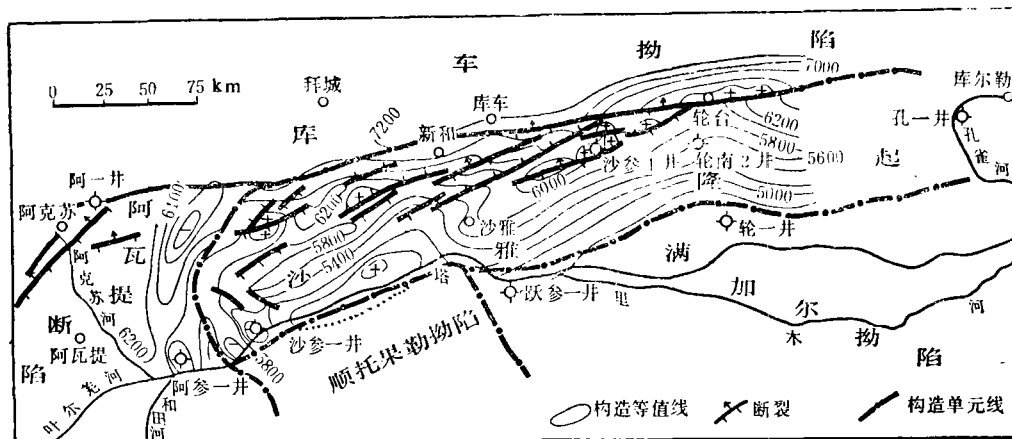 库车拗陷
0 25 50 75 km
拜城
库车
新和
7200
7000
库尔勒
孔一井
孔雀河
轮台
6200
5800
5600
沙参1井
轮南2井
6000
5000
阿一井
阿克苏
6100
6200
5800
5400
沙雅隆起
沙雅
轮一井
阿瓦提断陷
阿克苏河
6200
阿瓦提
满加尔拗陷
塔里木河
跃参一井
沙参一井
5800
顺托果勒拗陷
阿参一井
叶尔羌河
和田河
构造等值线
断裂
构造单元线